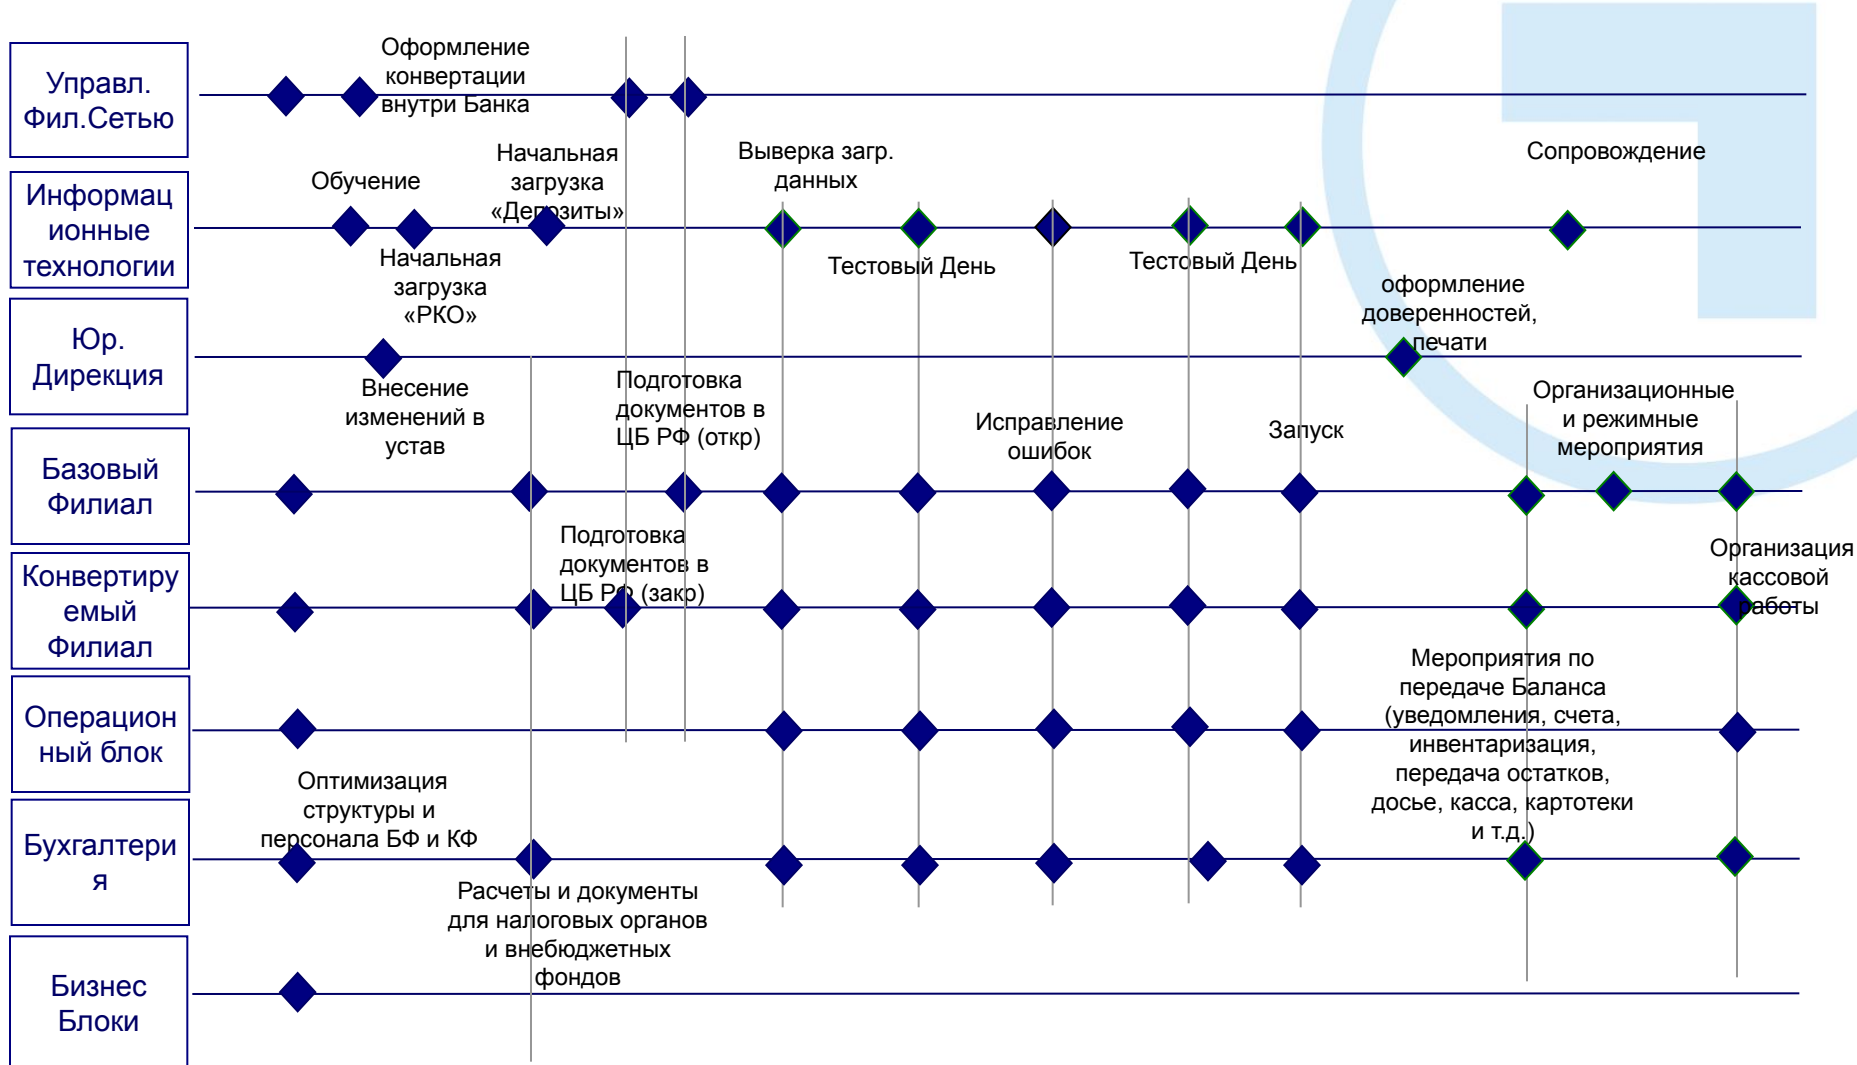 Управл.
Фил.Сетью
Оформление
конвертации
внутри Банка
Информац
ионные
технологии
Обучение
Начальная
загрузка
«Депозиты»
Выверка загр.
данных
Сопровождение
Начальная
загрузка
«РКО»
Тестовый День
Тестовый День
Юр.
Дирекция
оформление
доверенностей,
печати
Внесение
изменений в
устав
Подготовка
документов в
ЦБ РФ (откр)
Исправление
ошибок
Запуск
Организационные
и режимные
мероприятия
Базовый
Филиал
Подготовка
документов в
ЦБ РФ (закр)
Организация
кассовой
работы
Конвертиру
емый
Филиал
Мероприятия по
передаче Баланса
(уведомления, счета,
инвентаризация,
передача остатков,
досье, касса, картотеки
и т.д.)
Операцион
ный блок
Оптимизация
структуры и
персонала БФ и КФ
Бухгалтери
я
Расчеты и документы
для налоговых органов
и внебюджетных
фондов
Бизнес
Блоки